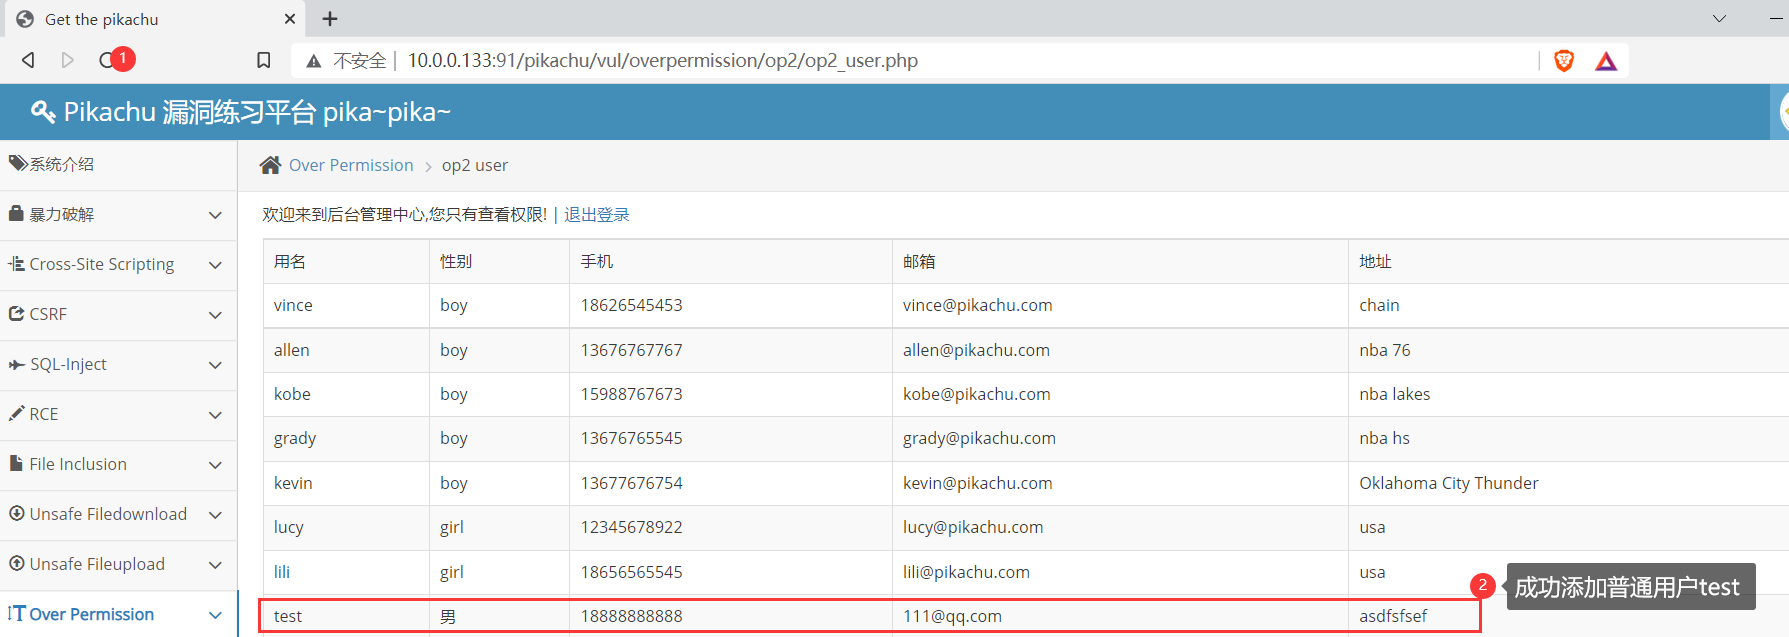 Get the pikachu
1
不安全 | 10.0.0.133:91/pikachu/vul/overpermission/op2/op2_user.php
Pikachu 漏洞练习平台 pika~pika~
系统介绍
Over Permission > op2 user
暴力破解
欢迎来到后台管理中心,您只有查看权限! | 退出登录
Cross-Site Scripting
用名 性别 手机 邮箱 地址
CSRF
vince boy 18626545453 vince@pikachu.com chain
SQL-Inject
allen boy 13676767767 allen@pikachu.com nba 76
RCE
kobe boy 15988767673 kobe@pikachu.com nba lakes
File Inclusion
grady boy 13676765545 grady@pikachu.com nba hs
Unsafe Filedownload
kevin boy 13677676754 kevin@pikachu.com Oklahoma City Thunder
Unsafe Fileupload
lucy girl 12345678922 lucy@pikachu.com usa
Over Permission
lili girl 18656565545 lili@pikachu.com usa
2 成功添加普通用户test
test 男 18888888888 111@qq.com asdfsfsef